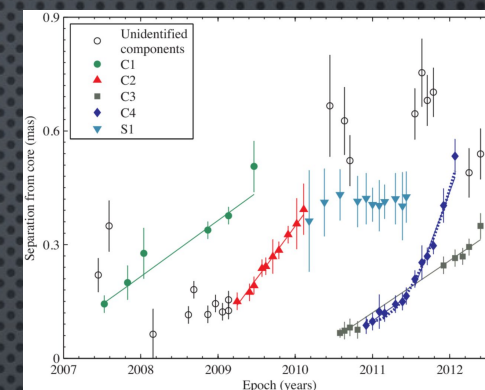 0.9
0.6
0.3
0
Separation from core (mas)
Unidentified
components
C1
C2
C3
C4
S1
2007 2008 2009 2010 2011 2012
Epoch (years)